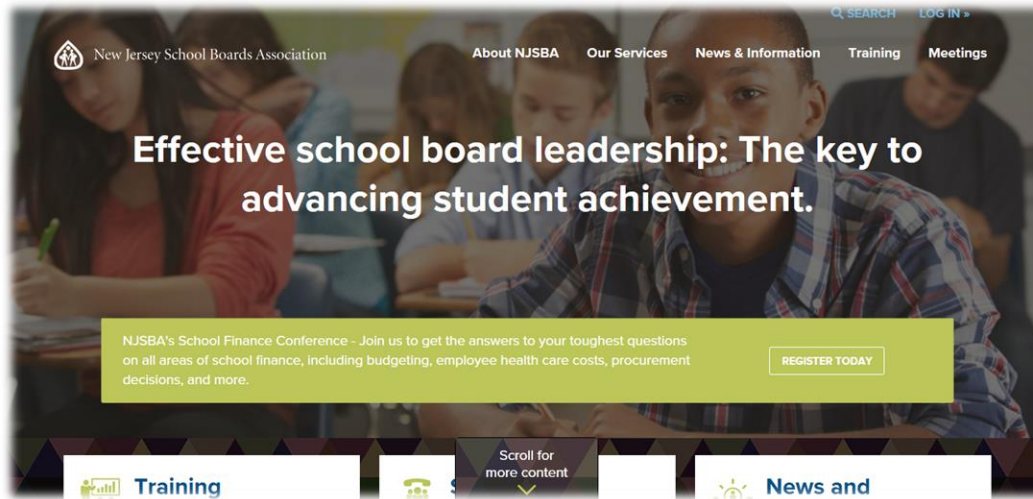 SEARCH LOG IN »
New Jersey School Boards Association
About NJSBA Our Services News & Information Training Meetings
Effective school board leadership: The key to
advancing student achievement.
NJSBA's School Finance Conference - Join us to get the answers to your toughest questions
on all areas of school finance, including budgeting, employee health care costs, procurement
decisions, and more.
REGISTER TODAY
Scroll for
more content
Training
News and